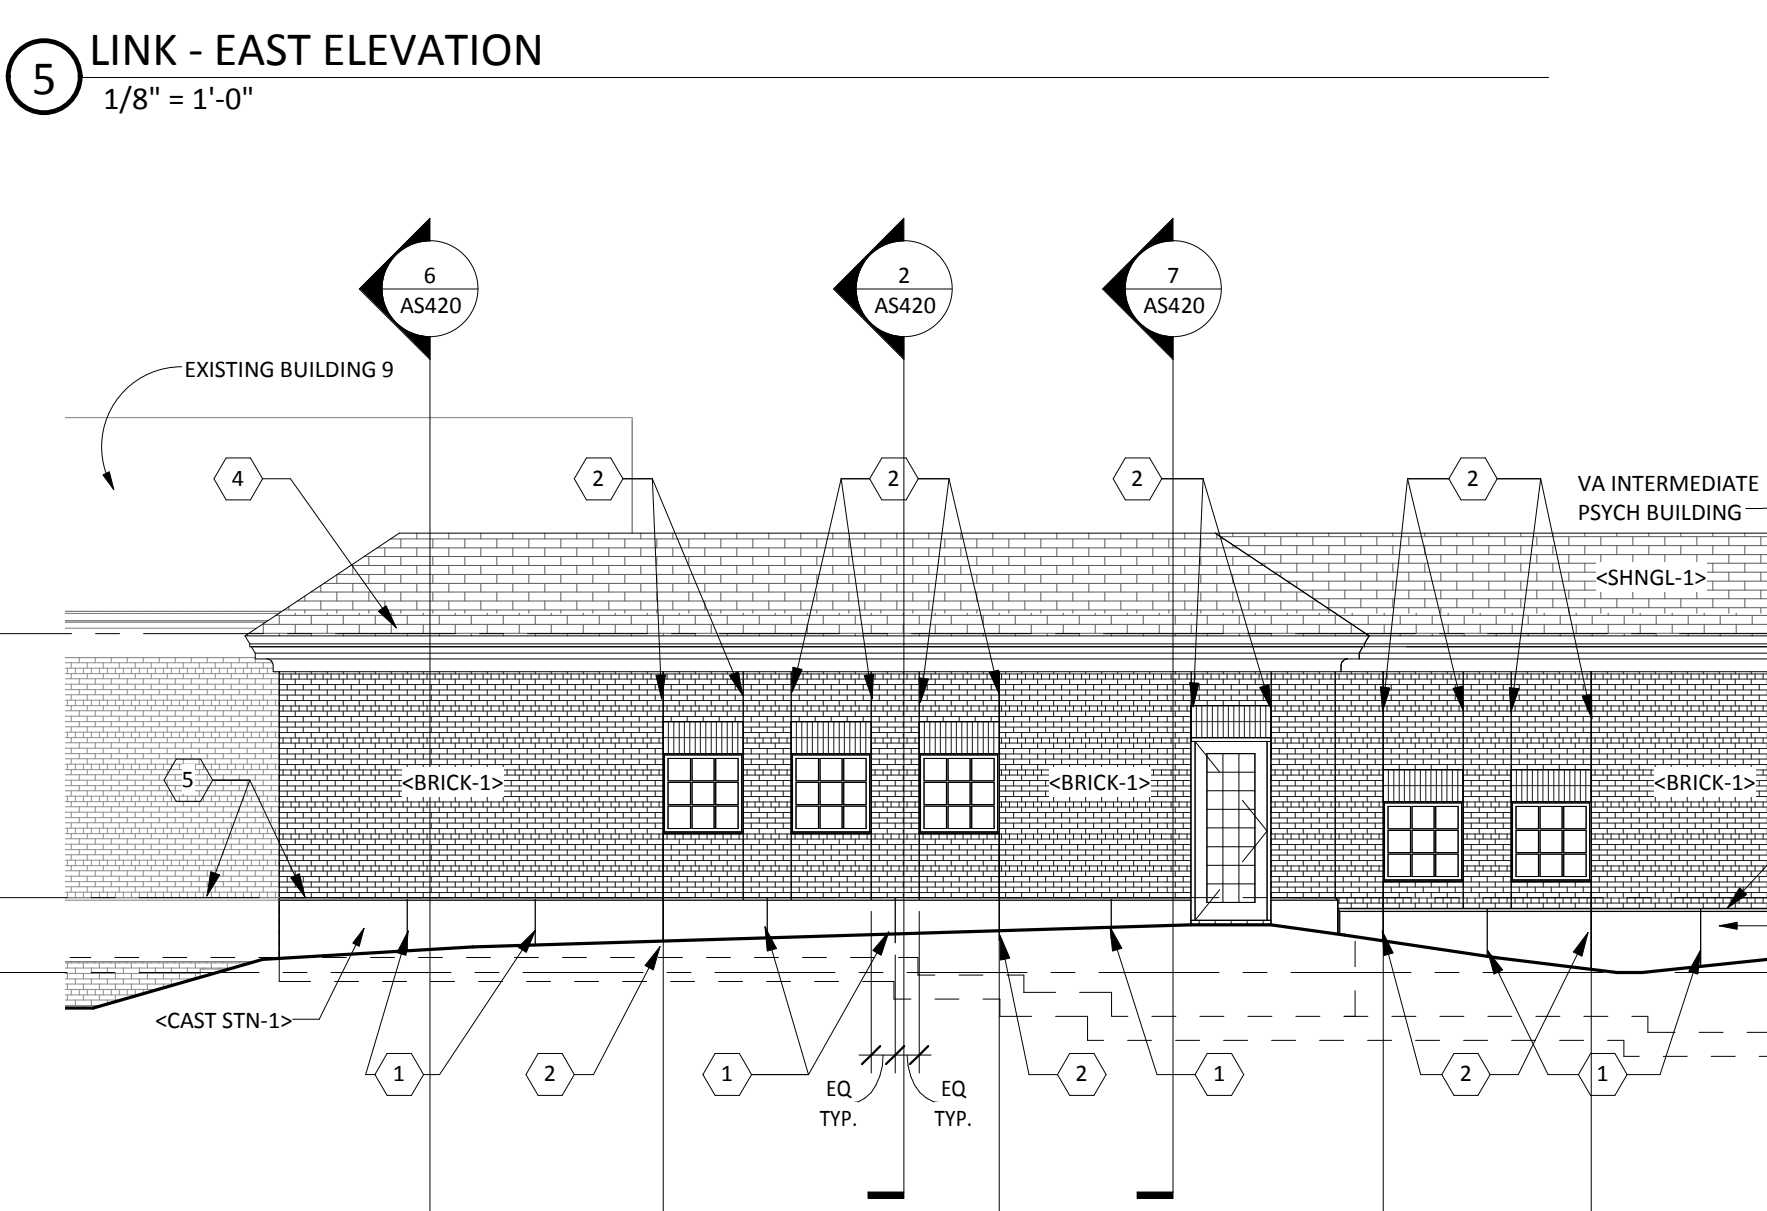 5
LINK - EAST ELEVATION
1/8" = 1'-0"
6
AS420
2
AS420
7
AS420
EXISTING BUILDING 9
4
2
2
2
2
VA INTERMEDIATE
PSYCH BUILDING
<SHNGL-1>
5
<BRICK-1>
<BRICK-1>
<BRICK-1>
<CAST STN-1>
1
2
1
EQ
TYP.
EQ
TYP.
2
1
2
1